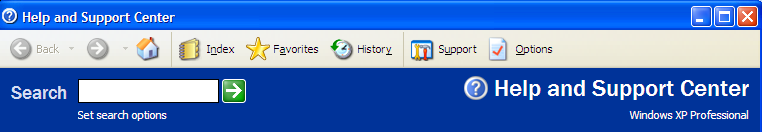 Help and Support Center
Back Index Favorites History Support Options
Search Help and Support Center
Set search options Windows XP Professional